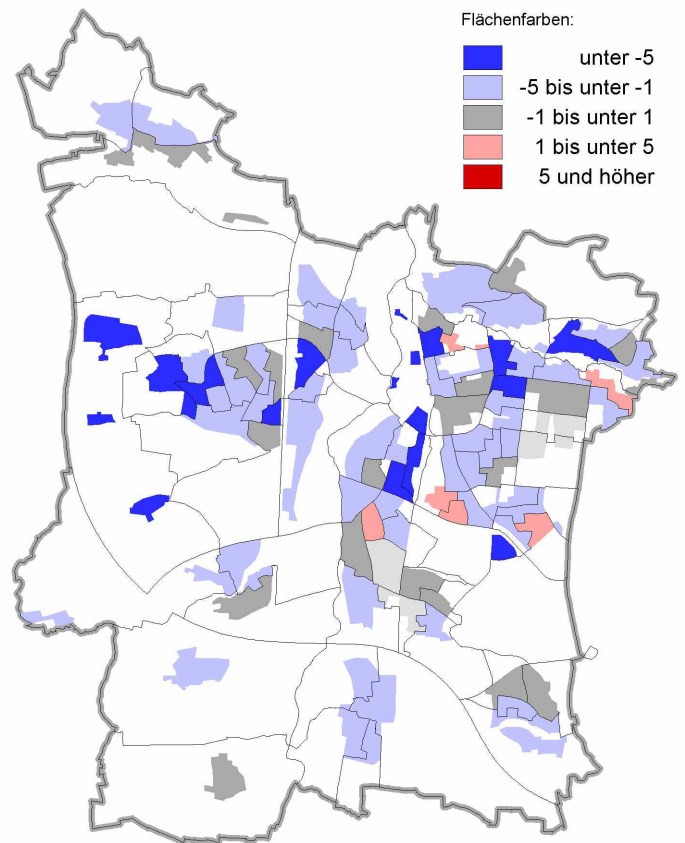 Flächenfarben:
unter -5
-5 bis unter -1
-1 bis unter 1
1 bis unter 5
5 und höher